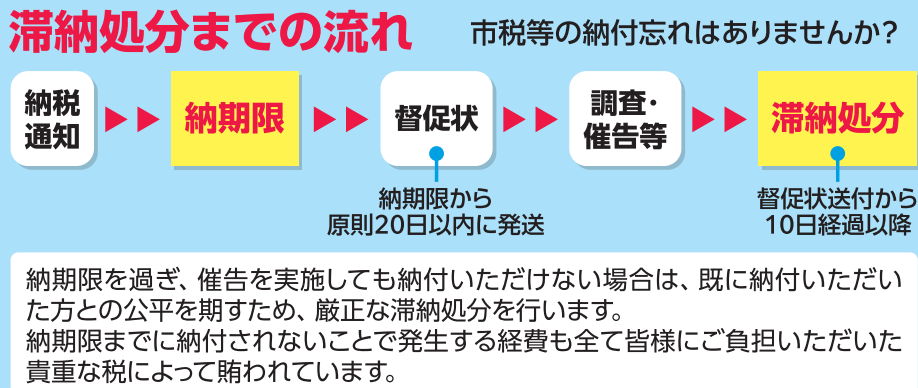 滞納処分までの流れ
市税等の納付忘れはありませんか？
納税
通知
納期限
督促状
調査・
催告等
滞納処分
納期限から
原則20日以内に発送
督促状送付から
10日経過以降
納期限を過ぎ、催告を実施しても納付いただけない場合は、既に納付いただい
た方との公平を期すため、厳正な滞納処分を行います。
納期限までに納付されないことで発生する経費も全て皆様にご負担いただいた
貴重な税によって賄われています。